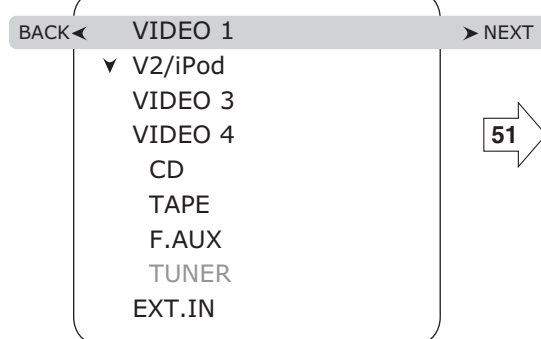 BACK VIDEO 1 NEXT
V2/iPod
VIDEO 3
VIDEO 4
51
CD
TAPE
F.AUX
TUNER
EXT.IN